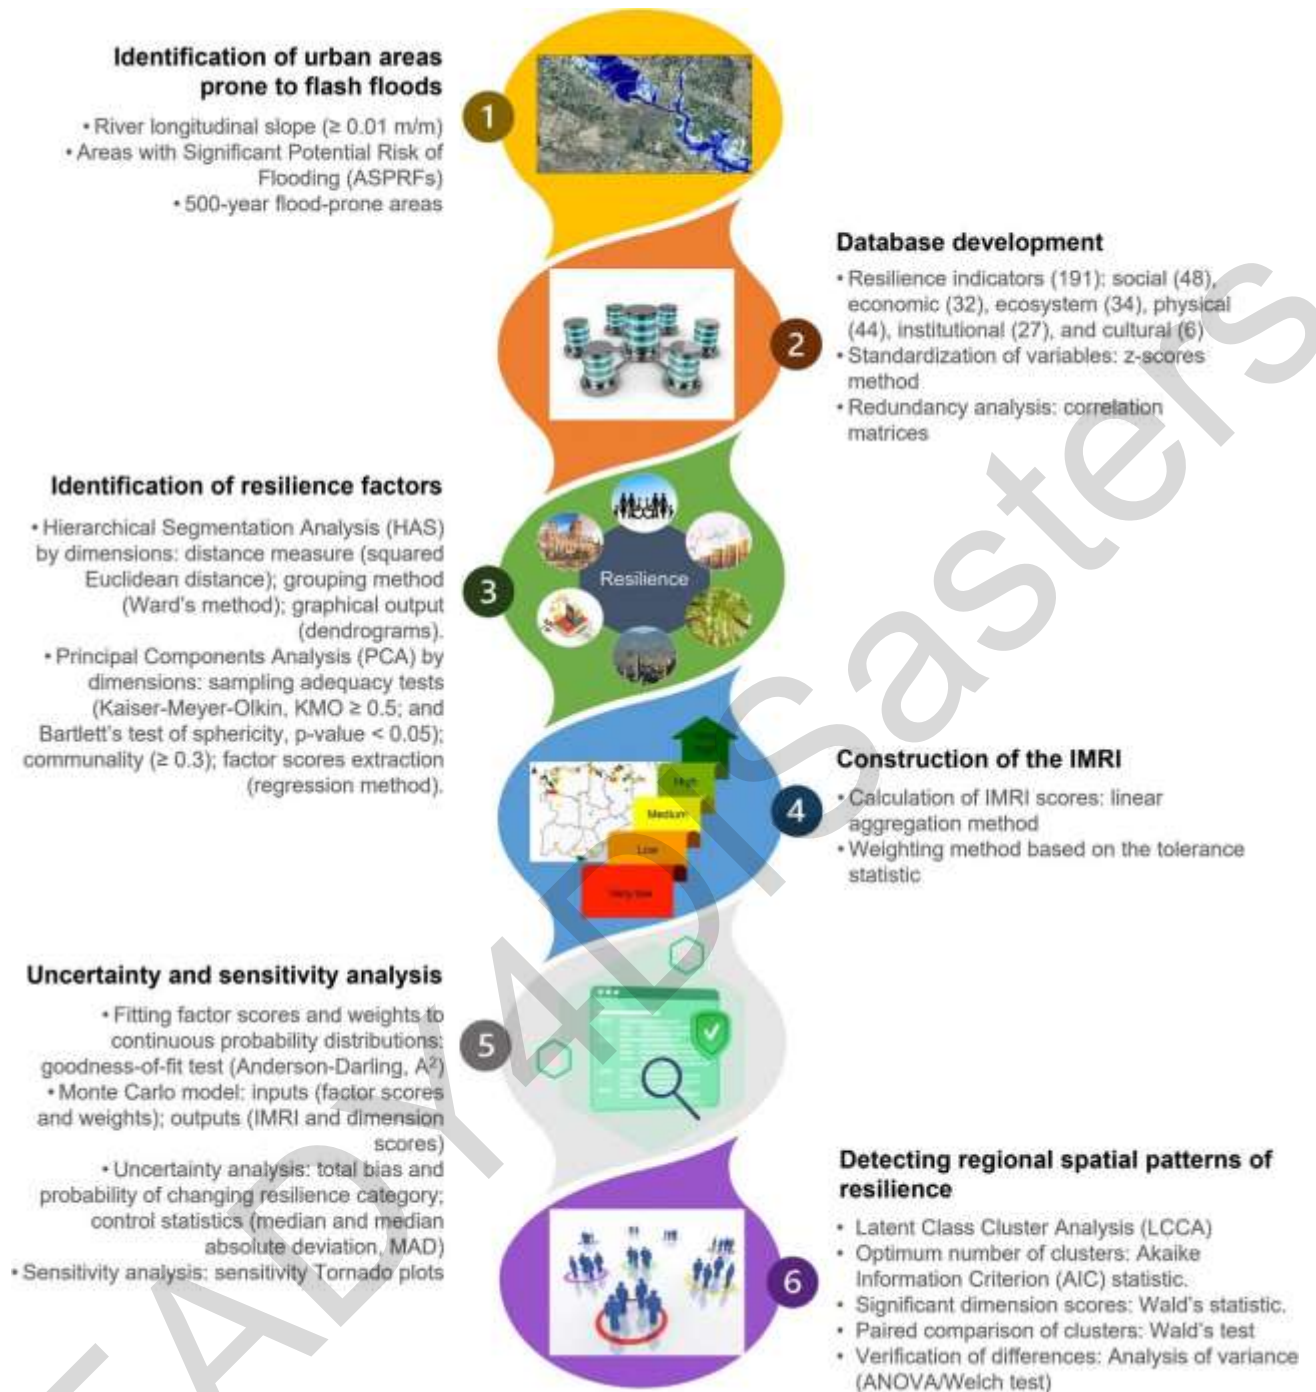 Identification of urban areas
prone to flash floods
• River longitudinal slope (≥ 0.01 m/m)
• Areas with Significant Potential Risk of
Flooding (ASPRFs)
• 500-year flood-prone areas
1
Database development
• Resilience indicators (191): social (48),
economic (32), ecosystem (34), physical
(44), institutional (27), and cultural (6)
• Standardization of variables: z-scores
method
• Redundancy analysis: correlation
matrices
2
Identification of resilience factors
• Hierarchical Segmentation Analysis (HAS)
by dimensions: distance measure (squared
Euclidean distance); grouping method
(Ward's method); graphical output
(dendrograms).
• Principal Components Analysis (PCA) by
dimensions: sampling adequacy tests
(Kaiser-Meyer-Olkin, KMO ≥ 0.5; and
Bartlett's test of sphericity, p-value < 0.05);
communality (≥ 0.3); factor scores extraction
(regression method).
3
Resilience
High
Medium
Low
Very low
4
Construction of the IMRI
• Calculation of IMRI scores: linear
aggregation method
• Weighting method based on the tolerance
statistic
Uncertainty and sensitivity analysis
• Fitting factor scores and weights to
continuous probability distributions:
goodness-of-fit test (Anderson-Darling, A²)
• Monte Carlo model: inputs (factor scores
and weights); outputs (IMRI and dimension
scores)
• Uncertainty analysis: total bias and
probability of changing resilience category;
control statistics (median and median
absolute deviation, MAD)
• Sensitivity analysis: sensitivity Tornado plots
5
Detecting regional spatial patterns of
resilience
• Latent Class Cluster Analysis (LCCA)
• Optimum number of clusters: Akaike
Information Criterion (AIC) statistic.
• Significant dimension scores: Wald's statistic.
• Paired comparison of clusters: Wald's test
• Verification of differences: Analysis of variance
(ANOVA/Welch test)
6
EADY4DISasters